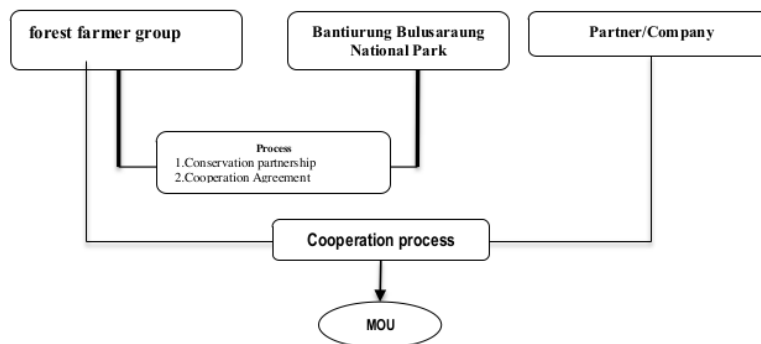 forest farmer group
Bantiurung Bulusaraung
National Park
Partner/Company
Process
1.Conservation partnership
2.Cooperation Agreement
Cooperation process
MOU